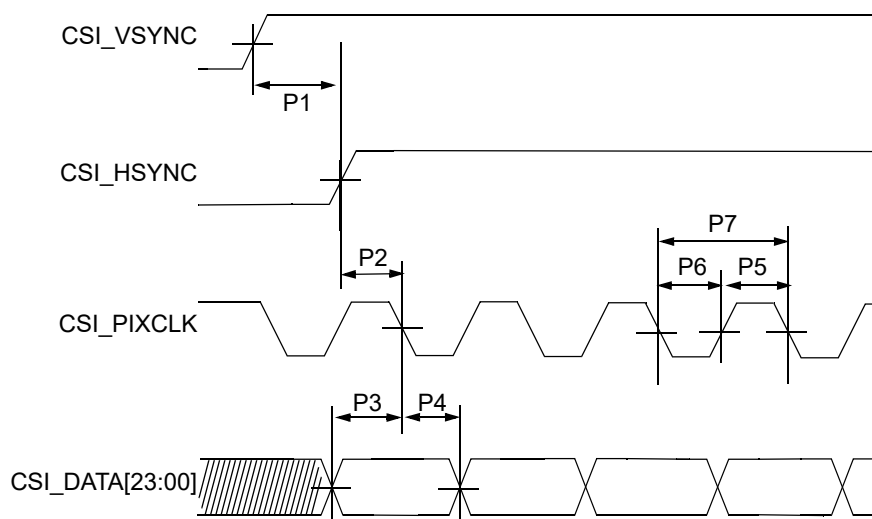 CSI_VSYNC
P1
CSI_HSYNC
P7
P2
P6
P5
CSI_PIXCLK
P3
P4
CSI_DATA[23:00]